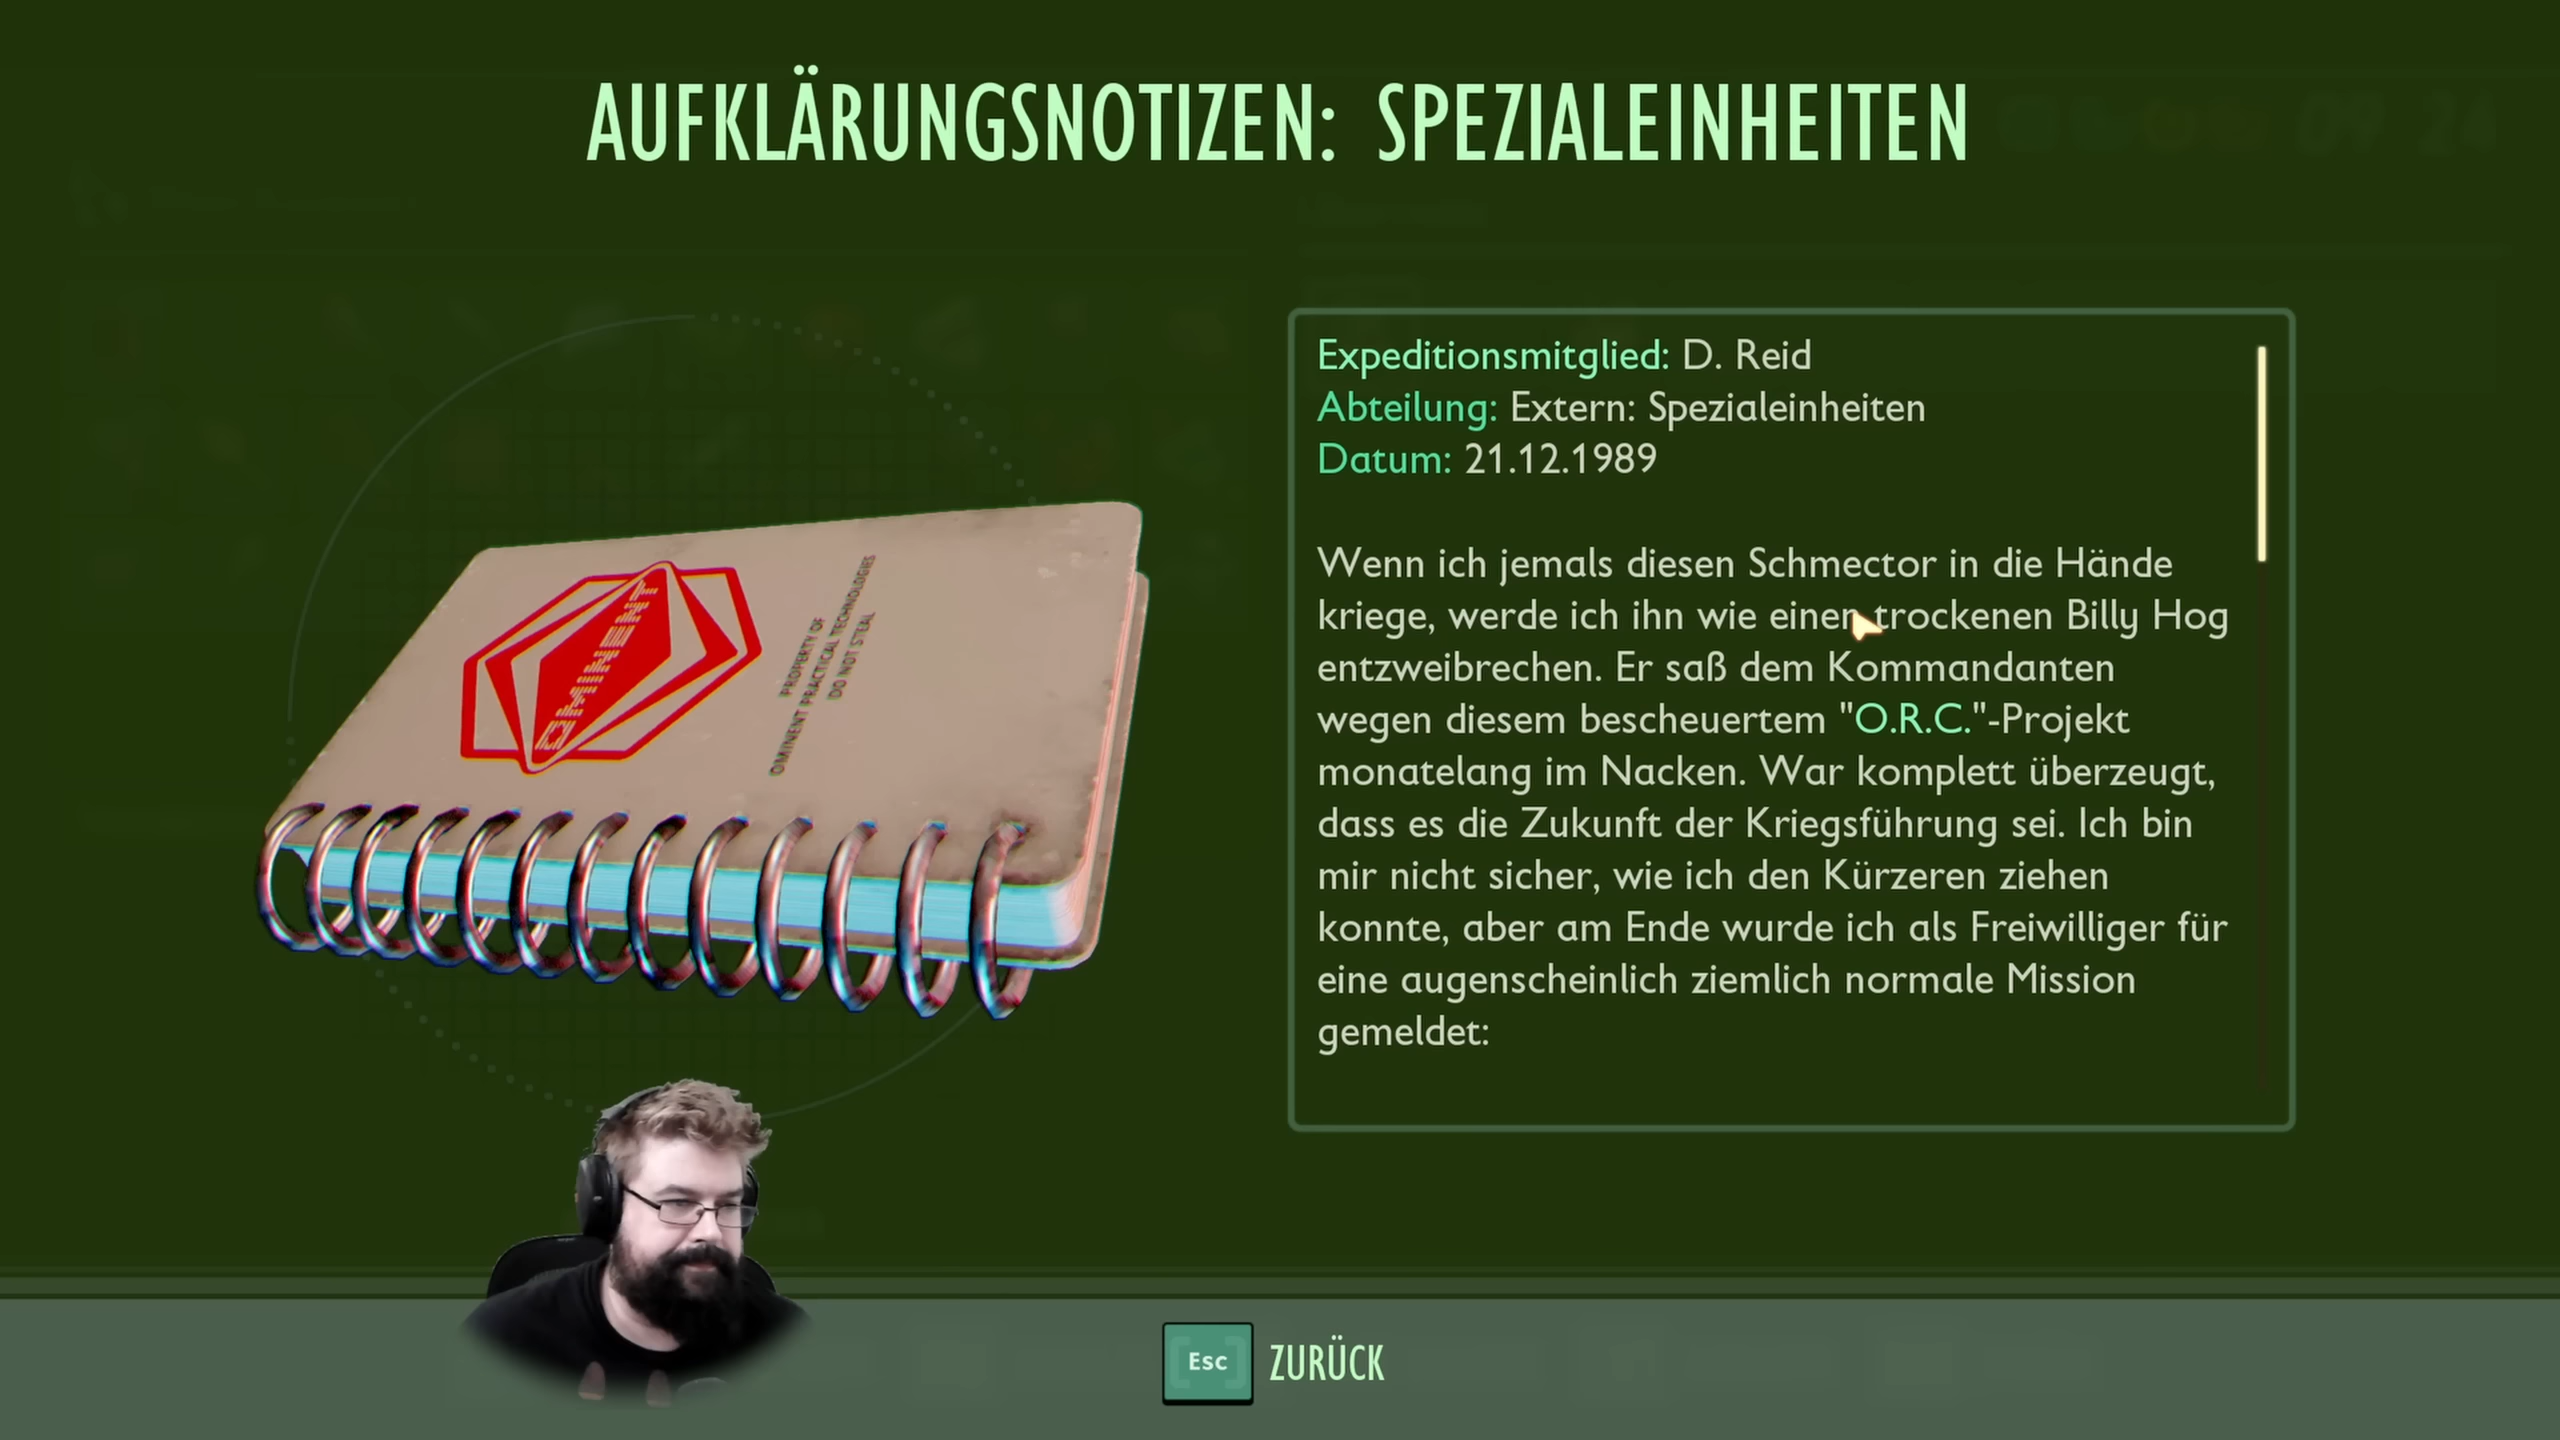 AUFKLÄRUNGSNOTIZEN: SPEZIALEINHEITEN
OMINENT
PROPERTY OF
OMINENT PRACTICAL TECHNOLOGIES
DO NOT STEAL
Expeditionsmitglied: D. Reid
Abteilung: Extern: Spezialeinheiten
Datum: 21.12.1989
Wenn ich jemals diesen Schmector in die Hände
kriege, werde ich ihn wie einen trockenen Billy Hog
entzweibrechen. Er saß dem Kommandanten
wegen diesem bescheuertem "O.R.C."-Projekt
monatelang im Nacken. War komplett überzeugt,
dass es die Zukunft der Kriegsführung sei. Ich bin
mir nicht sicher, wie ich den Kürzeren ziehen
konnte, aber am Ende wurde ich als Freiwilliger für
eine augenscheinlich ziemlich normale Mission
gemeldet:
Esc ZURÜCK